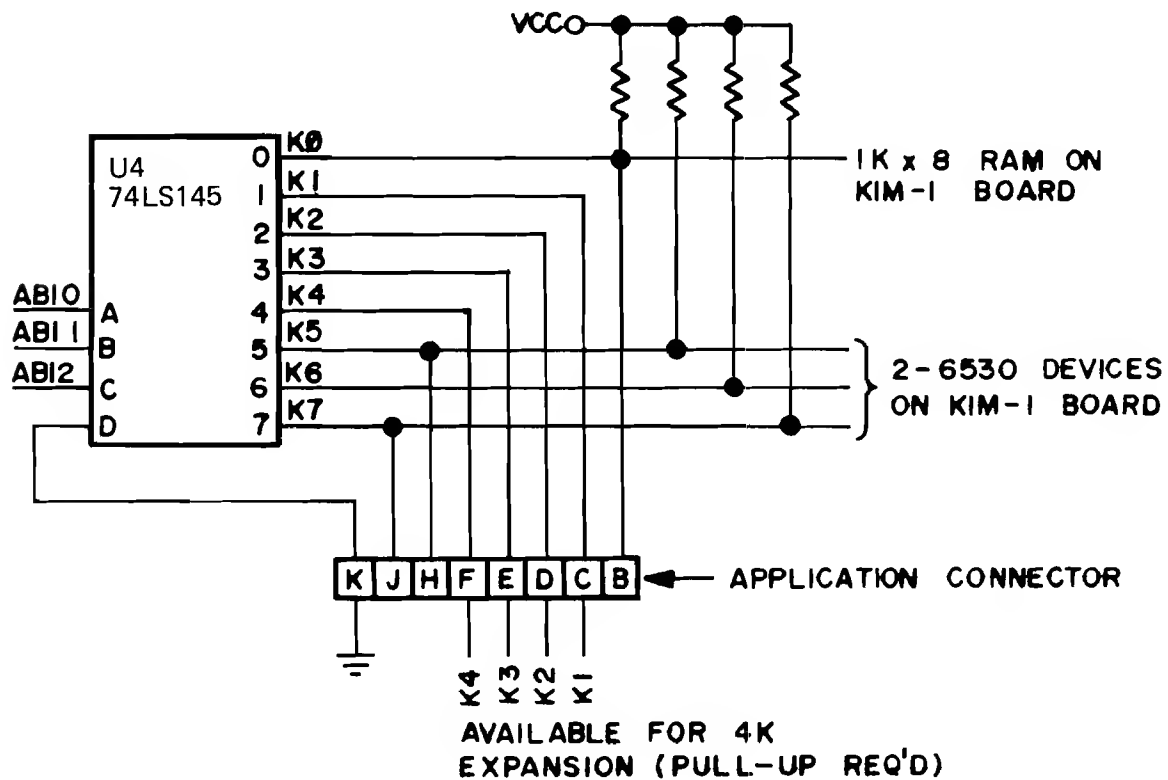 VCC
U4
74LS145
0 KØ
1 K1
2 K2
3 K3
4 K4
5 K5
6 K6
7 K7
AB10 A
AB11 B
AB12 C
D
1K x 8 RAM ON
KIM-1 BOARD
2-6530 DEVICES
ON KIM-1 BOARD
K J H F E D C B
APPLICATION CONNECTOR
K4 K3 K2 K1
AVAILABLE FOR 4K
EXPANSION (PULL-UP REQ'D)